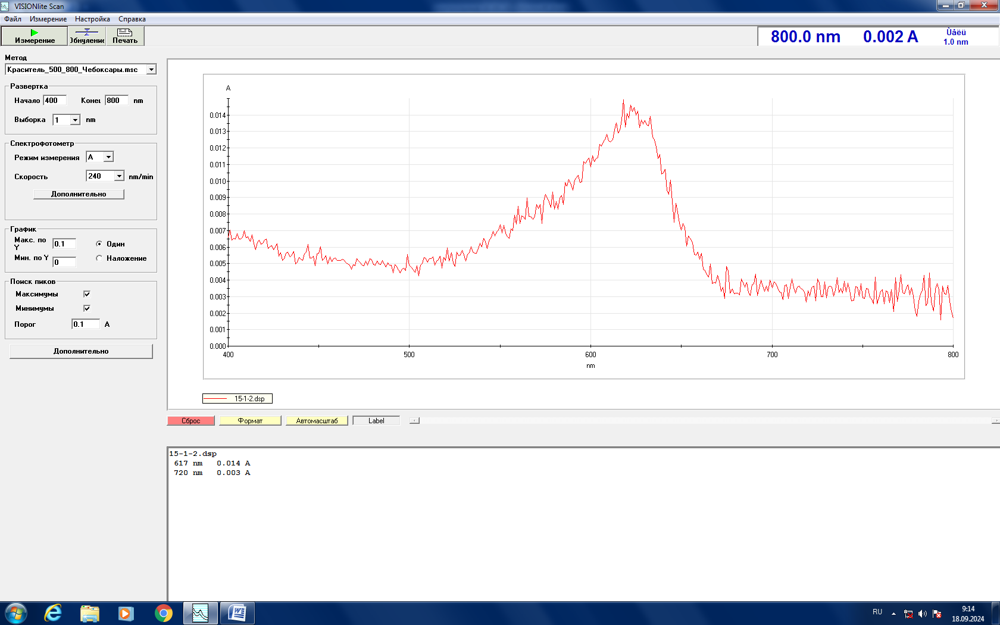 VISIONlite Scan
Файл Измерение Настройка Справка
Измерение Обнуление Печать
800.0 nm 0.002 A Ùáëü
1.0 nm
Метод
Краситель_500_800_Чебоксары.msc
Развертка
Начало 400 Конец 800 nm
Выборка 1 nm
Спектрофотометр
Режим измерения A
Скорость 240 nm/min
Дополнительно
График
Макс. по Y 0.1 Один
Мин. по Y 0 Наложение
Поиск пиков
Максимумы
Минимумы
Порог 0.1 A
Дополнительно
A
0.014
0.013
0.012
0.011
0.010
0.009
0.008
0.007
0.006
0.005
0.004
0.003
0.002
0.001
0.000
400 500 600 700 800
nm
15-1-2.dsp
Сброс Формат Автомасштаб Label
15-1-2.dsp
617 nm 0.014 A
720 nm 0.003 A
RU 9:14
18.09.2024